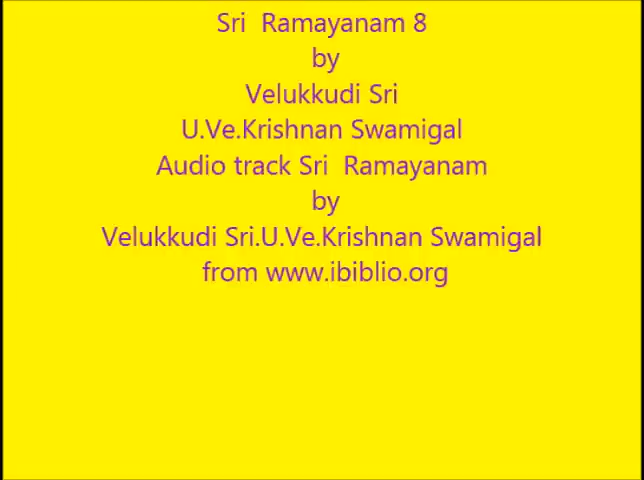 Sri  Ramayanam 8
by
Velukkudi Sri
U.Ve.Krishnan Swamigal
Audio track Sri  Ramayanam
by
Velukkudi Sri.U.Ve.Krishnan Swamigal
from www.ibiblio.org